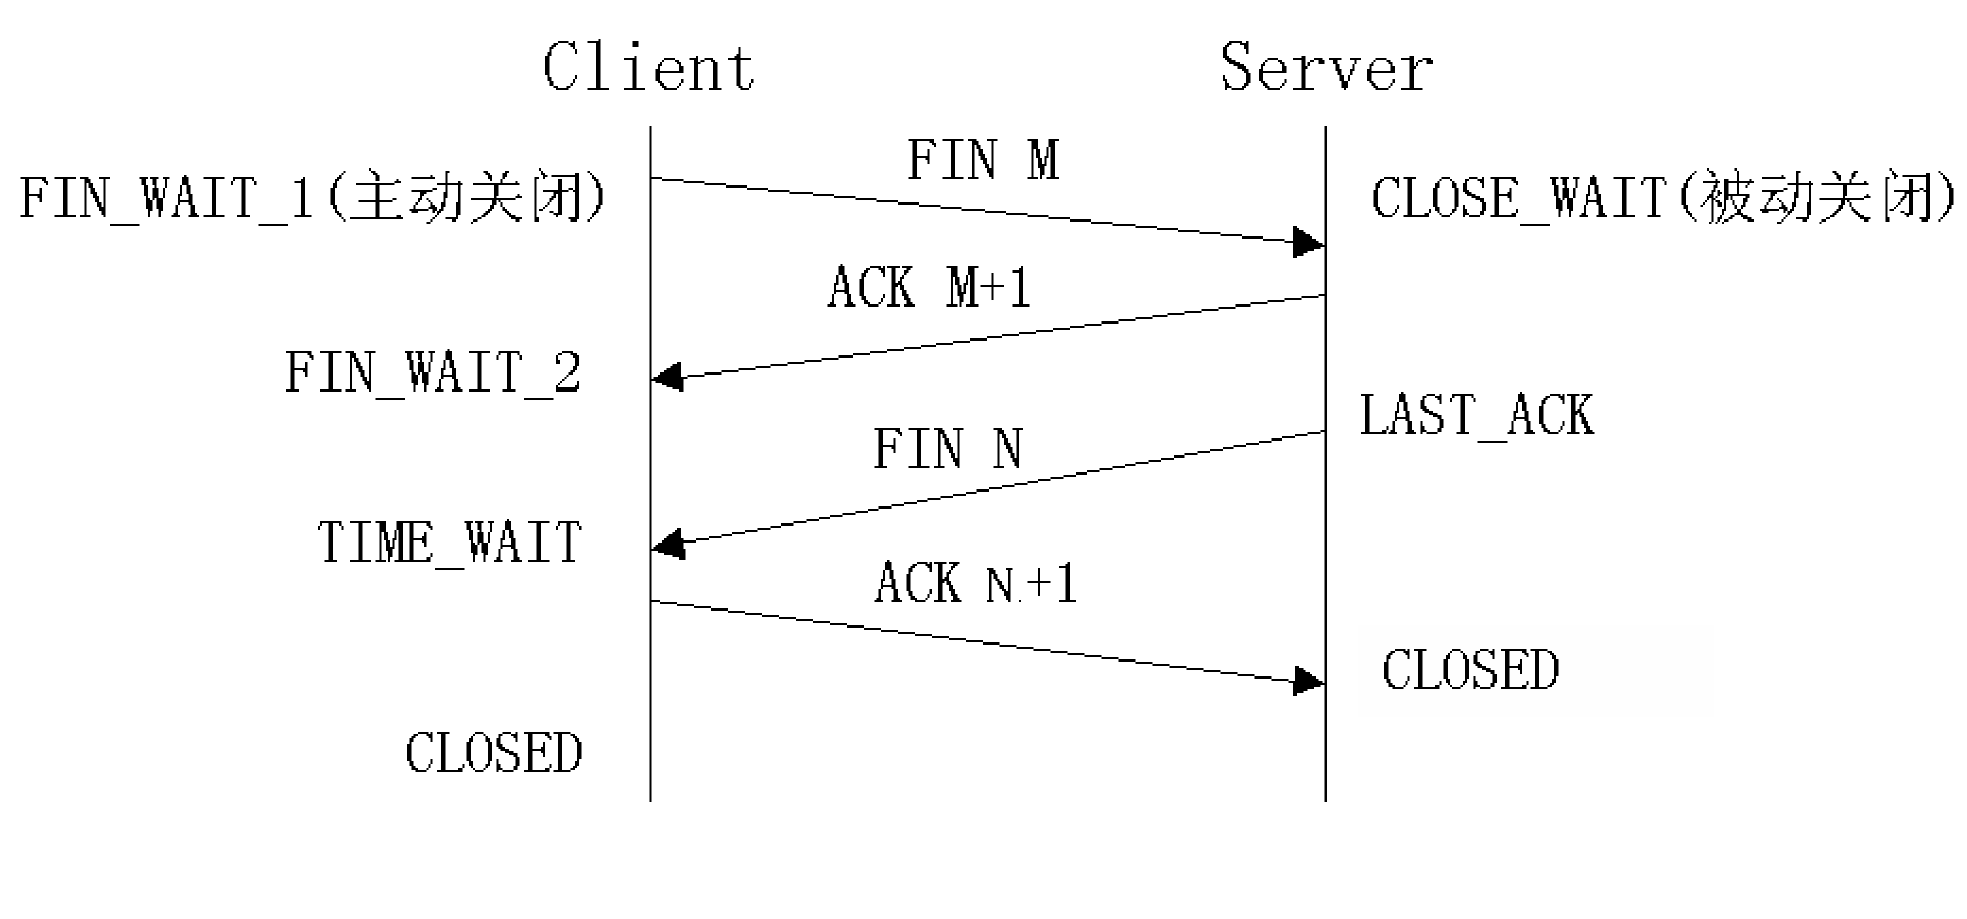 Client
Server
FIN M
FIN_WAIT_1(主动关闭)
CLOSE_WAIT(被动关闭)
ACK M+1
FIN_WAIT_2
LAST_ACK
FIN N
TIME_WAIT
ACK N.+1
CLOSED
CLOSED